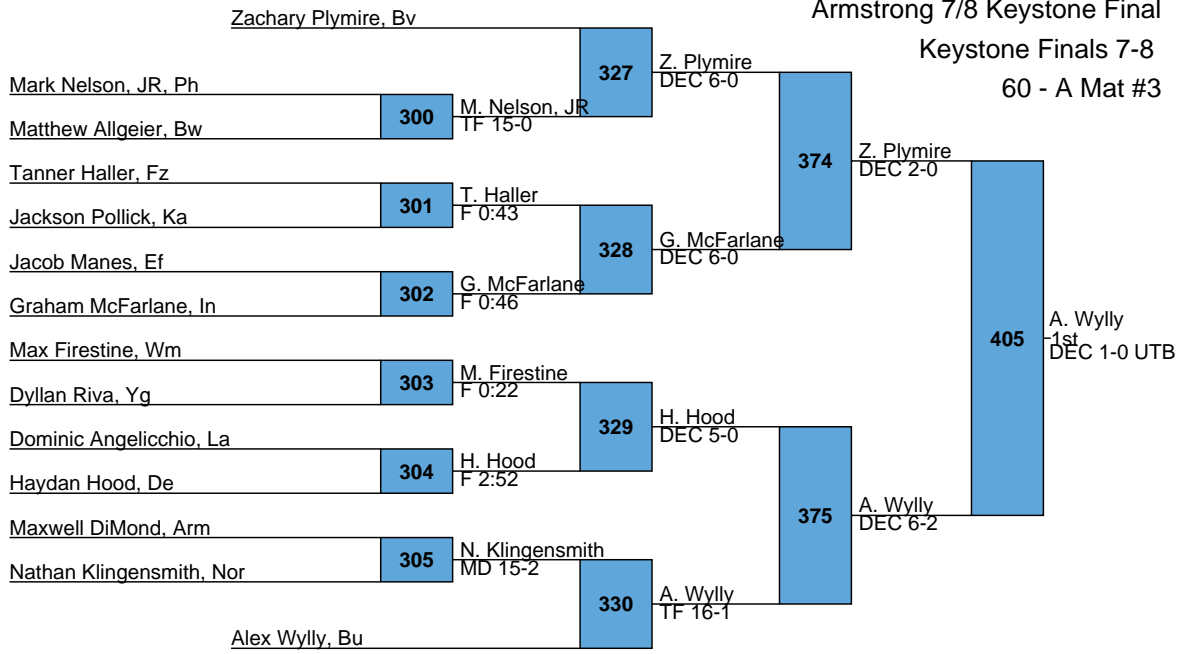 Armstrong 7/8 Keystone Final
Keystone Finals 7-8
60 - A Mat #3
Zachary Plymire, Bv
Mark Nelson, JR, Ph
Matthew Allgeier, Bw
Tanner Haller, Fz
Jackson Pollick, Ka
Jacob Manes, Ef
Graham McFarlane, In
Max Firestine, Wm
Dyllan Riva, Yg
Dominic Angelicchio, La
Haydan Hood, De
Maxwell DiMond, Arm
Nathan Klingensmith, Nor
Alex Wylly, Bu
300
M. Nelson, JR
TF 15-0
301
T. Haller
F 0:43
302
G. McFarlane
F 0:46
303
M. Firestine
F 0:22
304
H. Hood
F 2:52
305
N. Klingensmith
MD 15-2
327
Z. Plymire
DEC 6-0
328
G. McFarlane
DEC 6-0
329
H. Hood
DEC 5-0
330
A. Wylly
TF 16-1
374
Z. Plymire
DEC 2-0
375
A. Wylly
DEC 6-2
405
A. Wylly
1st
DEC 1-0 UTB